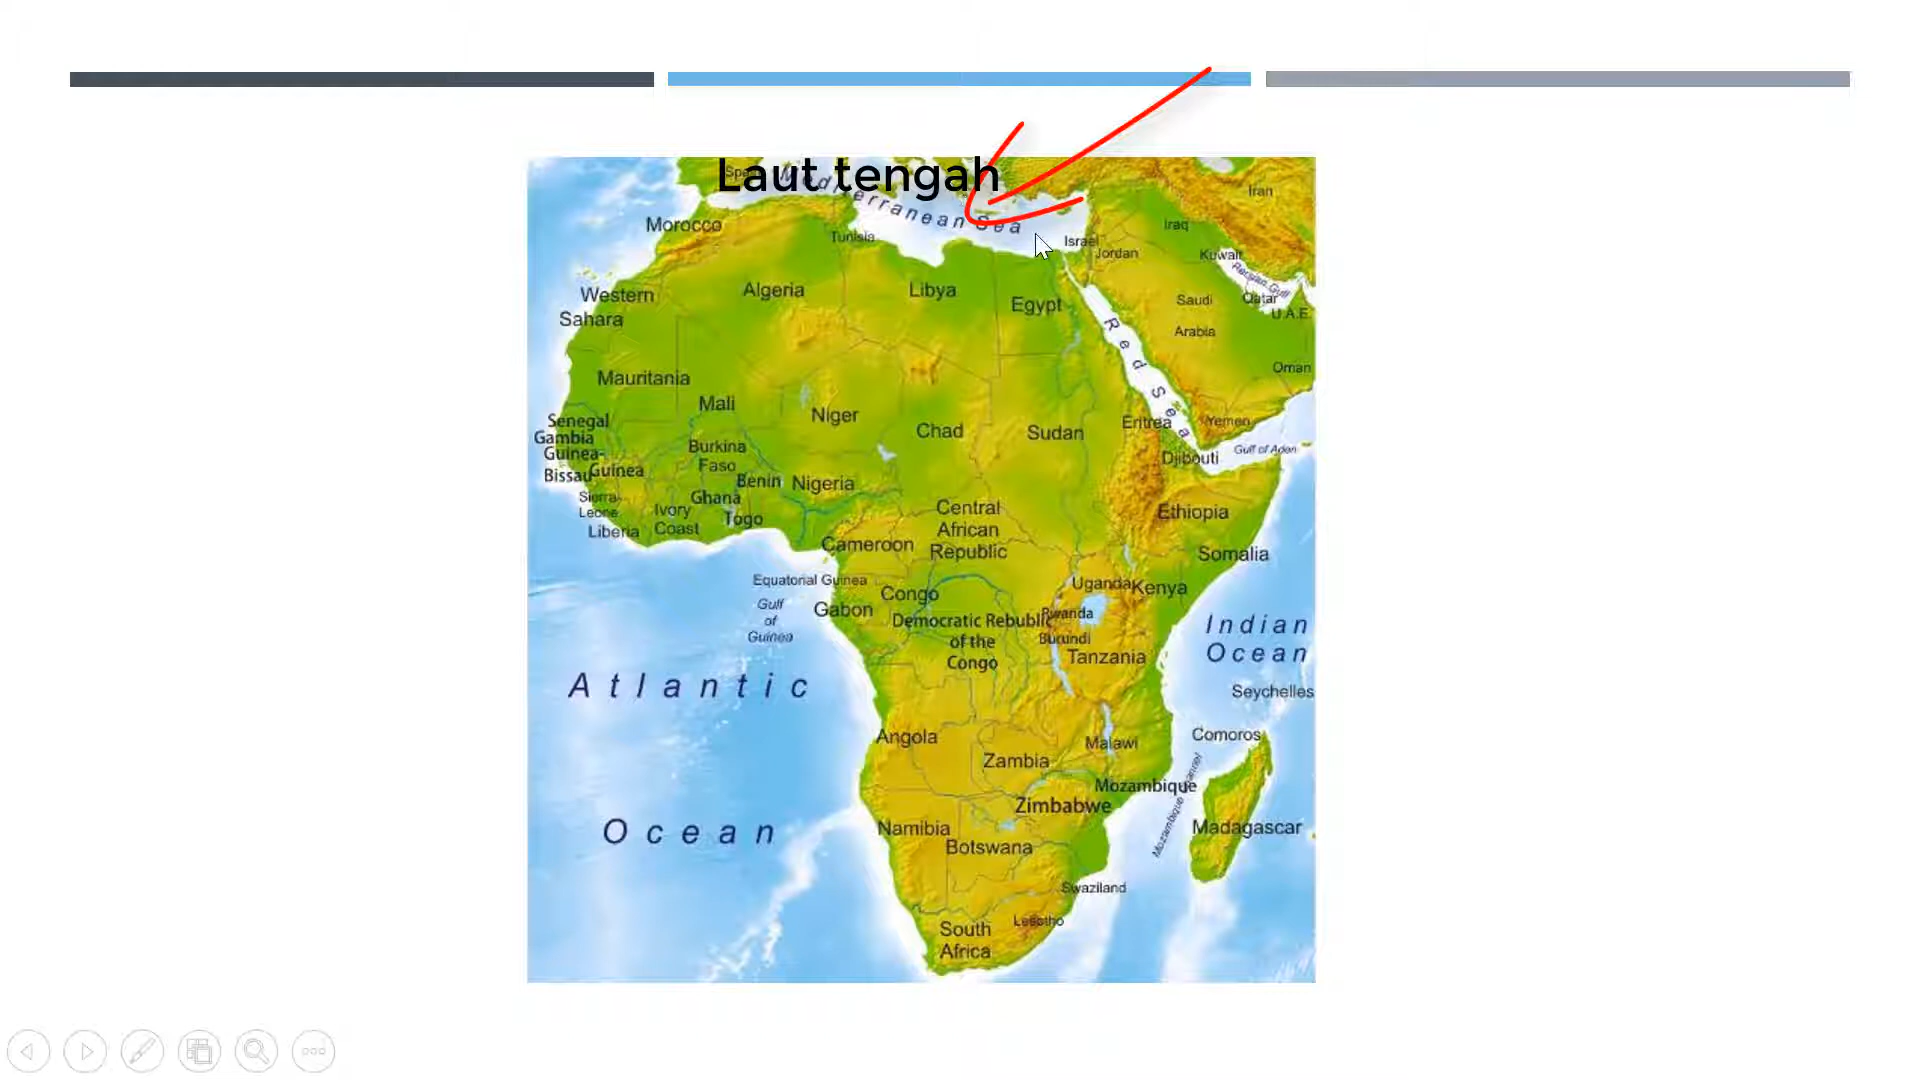 Laut tengah
Mediterranean Sea
Iran
Morocco
Tunisia
Israel
Iraq
Jordan
Kuwait
Persian Gulf
Western
Sahara
Algeria
Libya
Egypt
Saudi
Arabia
Qatar
U.A.E.
Red Sea
Oman
Mauritania
Mali
Niger
Chad
Sudan
Eritrea
Yemen
Senegal
Gambia
Guinea-
Bissau
Guinea
Burkina
Faso
Benin
Nigeria
Djibouti
Gulf of Aden
Sierra
Leone
Ghana
Ivory
Coast
Togo
Liberia
Central
African
Republic
Ethiopia
Cameroon
Somalia
Equatorial Guinea
Congo
Uganda
Kenya
Gulf
of
Guinea
Gabon
Democratic Republic
of the
Congo
Rwanda
Burundi
Tanzania
Indian
Ocean
Atlantic
Ocean
Seychelles
Angola
Zambia
Malawi
Comoros
Mozambique
Zimbabwe
Mozambique Channel
Namibia
Botswana
Madagascar
Swaziland
South
Africa
Lesotho